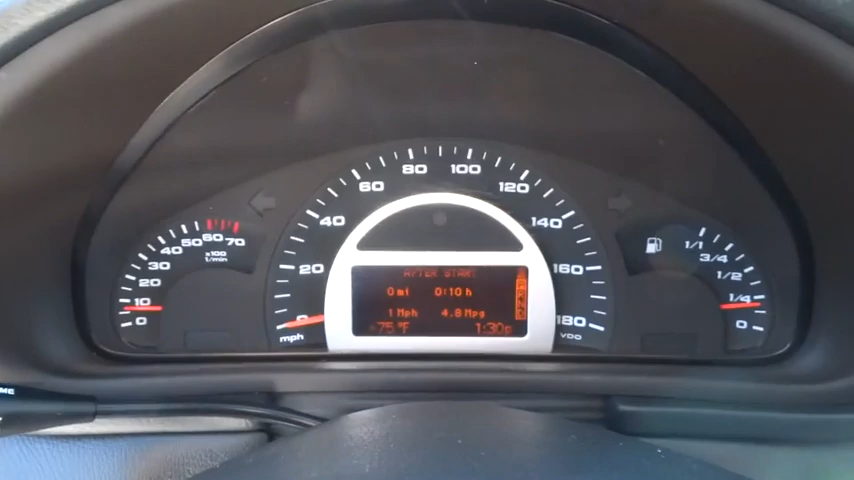 80 100
60 120
40 140
20 160
0 180
mph
VDO
70
60
50
40
30
20
10
0
x100
1/min
1/1
3/4
1/2
1/4
0
AFTER START
0mi 0:10h
1Mph 4.8Mpg
+75°F 1:30p